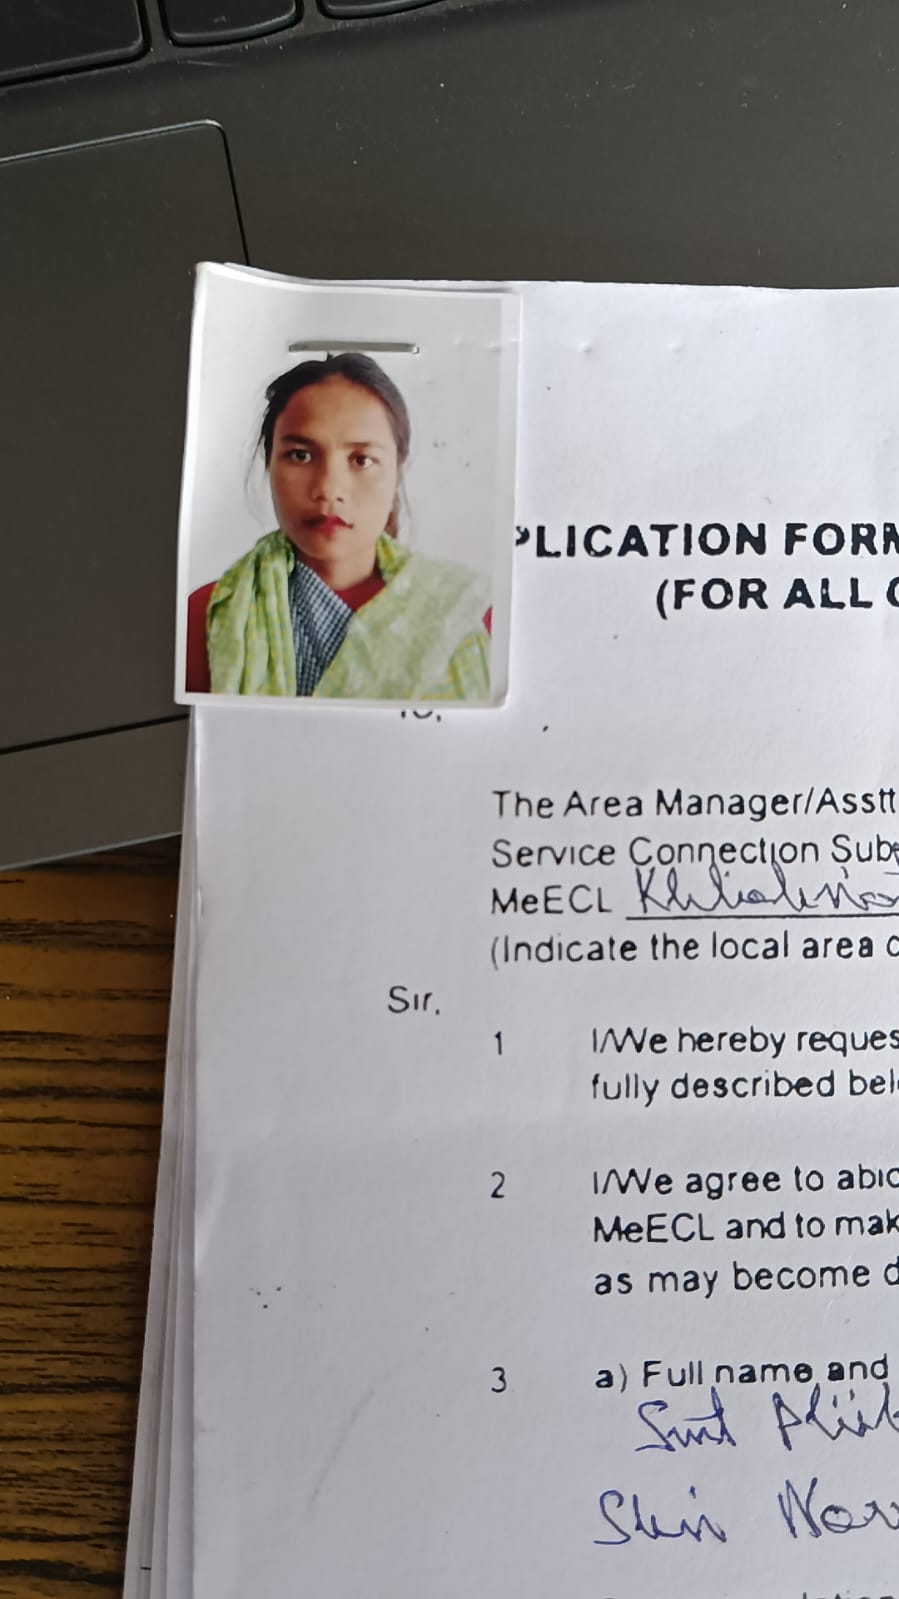 PLICATION FORM
(FOR ALL
To,
The Area Manager/Asstt
Service Connection Sub
MeECL
(Indicate the local area
Sir,
1 I/We hereby reques
fully described bel
2 I/We agree to abi
MeECL and to mak
as may become d
3 a) Full name and
Smt